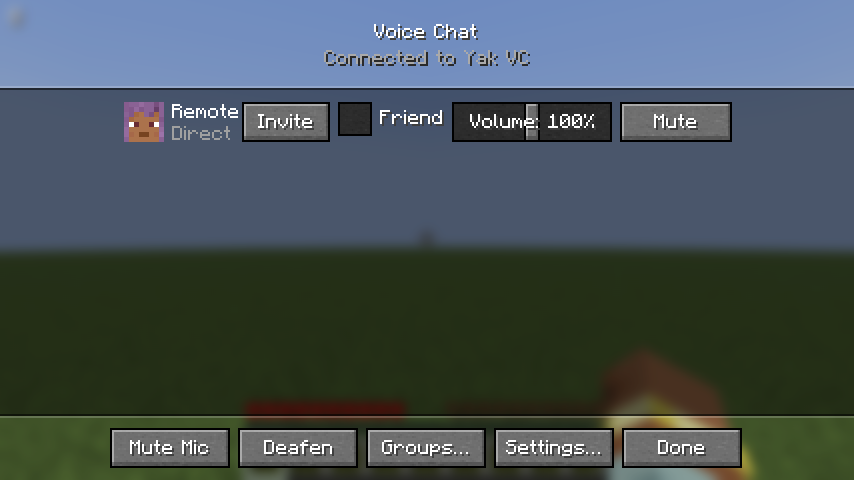 Voice Chat
Connected to Yak VC
Remote
Direct
Invite
Friend
Volume: 100%
Mute
Mute Mic
Deafen
Groups...
Settings...
Done